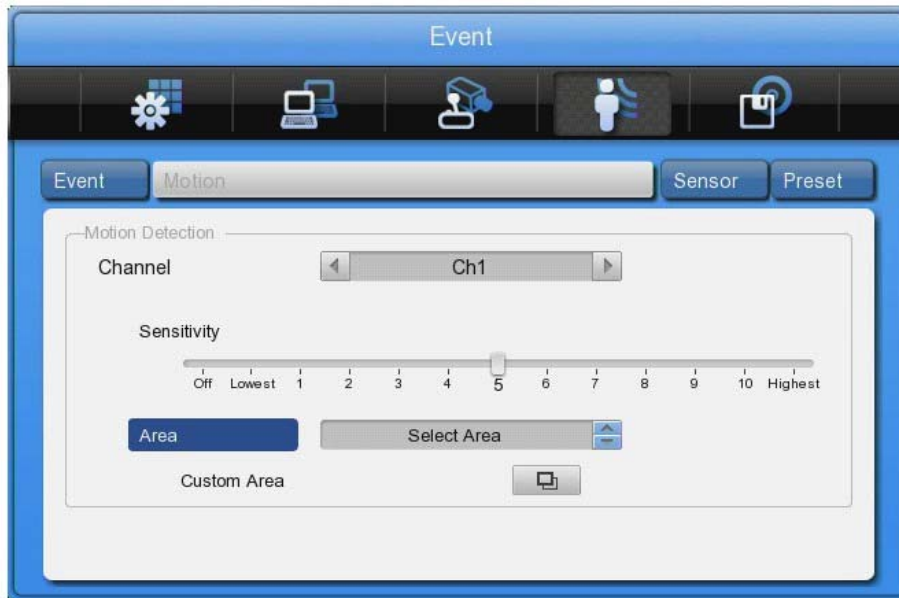 Event
Event Motion Sensor Preset
Motion Detection
Channel Ch1
Sensitivity
Off Lowest 1 2 3 4 5 6 7 8 9 10 Highest
Area Select Area
Custom Area